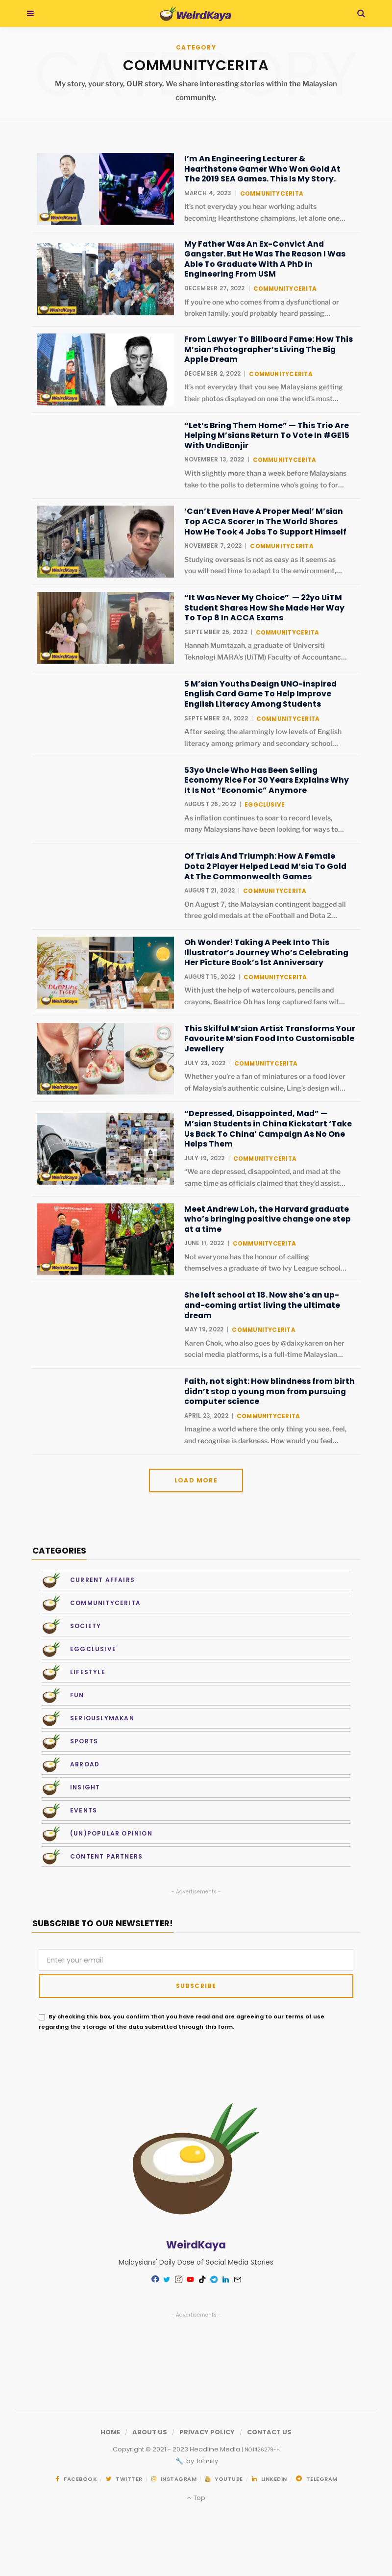 WeirdKaya
CATEGORY
COMMUNITYCERITA
My story, your story, OUR story. We share interesting stories within the Malaysian
community.
I'm An Engineering Lecturer &
Hearthstone Gamer Who Won Gold At
The 2019 SEA Games. This Is My Story.
MARCH 4, 2023 | COMMUNITYCERITA
It's not everyday you hear working adults
becoming Hearthstone champions, let alone one…
WeirdKaya
My Father Was An Ex-Convict And
Gangster. But He Was The Reason I Was
Able To Graduate With A PhD In
Engineering From USM
DECEMBER 27, 2022 | COMMUNITYCERITA
If you're one who comes from a dysfunctional or
broken family, you'd probably heard passing…
WeirdKaya
From Lawyer To Billboard Fame: How This
M'sian Photographer's Living The Big
Apple Dream
DECEMBER 2, 2022 | COMMUNITYCERITA
It's not everyday that you see Malaysians getting
their photos displayed on one the world's most…
WeirdKaya
"Let's Bring Them Home" — This Trio Are
Helping M'sians Return To Vote In #GE15
With UndiBanjir
NOVEMBER 13, 2022 | COMMUNITYCERITA
With slightly more than a week before Malaysians
take to the polls to determine who's going to for…
'Can't Even Have A Proper Meal' M'sian
Top ACCA Scorer In The World Shares
How He Took 4 Jobs To Support Himself
NOVEMBER 7, 2022 | COMMUNITYCERITA
Studying overseas is not as easy as it seems as
you will need time to adapt to the environment,…
WeirdKaya
"It Was Never My Choice" — 22yo UiTM
Student Shares How She Made Her Way
To Top 8 In ACCA Exams
SEPTEMBER 25, 2022 | COMMUNITYCERITA
Hannah Mumtazah, a graduate of Universiti
Teknologi MARA's (UiTM) Faculty of Accountanc…
WeirdKaya
5 M'sian Youths Design UNO-inspired
English Card Game To Help Improve
English Literacy Among Students
SEPTEMBER 24, 2022 | COMMUNITYCERITA
After seeing the alarmingly low levels of English
literacy among primary and secondary school…
53yo Uncle Who Has Been Selling
Economy Rice For 30 Years Explains Why
It Is Not "Economic" Anymore
AUGUST 26, 2022 | EGGCLUSIVE
As inflation continues to soar to record levels,
many Malaysians have been looking for ways to…
Of Trials And Triumph: How A Female
Dota 2 Player Helped Lead M'sia To Gold
At The Commonwealth Games
AUGUST 21, 2022 | COMMUNITYCERITA
On August 7, the Malaysian contingent bagged all
three gold medals at the eFootball and Dota 2…
Oh Wonder! Taking A Peek Into This
Illustrator's Journey Who's Celebrating
Her Picture Book's 1st Anniversary
AUGUST 15, 2022 | COMMUNITYCERITA
With just the help of watercolours, pencils and
crayons, Beatrice Oh has long captured fans wit…
WeirdKaya
This Skilful M'sian Artist Transforms Your
Favourite M'sian Food Into Customisable
Jewellery
JULY 23, 2022 | COMMUNITYCERITA
Whether you're a fan of miniatures or a food lover
of Malaysia's authentic cuisine, Ling's design wil…
WeirdKaya
"Depressed, Disappointed, Mad" —
M'sian Students in China Kickstart 'Take
Us Back To China' Campaign As No One
Helps Them
JULY 19, 2022 | COMMUNITYCERITA
"We are depressed, disappointed, and mad at the
same time as officials claimed that they'd assist…
WeirdKaya
Meet Andrew Loh, the Harvard graduate
who's bringing positive change one step
at a time
JUNE 11, 2022 | COMMUNITYCERITA
Not everyone has the honour of calling
themselves a graduate of two Ivy League school…
WeirdKaya
She left school at 18. Now she's an up-
and-coming artist living the ultimate
dream
MAY 19, 2022 | COMMUNITYCERITA
Karen Chok, who also goes by @daixykaren on her
social media platforms, is a full-time Malaysian…
Faith, not sight: How blindness from birth
didn't stop a young man from pursuing
computer science
APRIL 23, 2022 | COMMUNITYCERITA
Imagine a world where the only thing you see, feel,
and recognise is darkness. How would you feel…
LOAD MORE
CATEGORIES
CURRENT AFFAIRS
COMMUNITYCERITA
SOCIETY
EGGCLUSIVE
LIFESTYLE
FUN
SERIOUSLYMAKAN
SPORTS
ABROAD
INSIGHT
EVENTS
(UN)POPULAR OPINION
CONTENT PARTNERS
- Advertisements -
SUBSCRIBE TO OUR NEWSLETTER!
Enter your email
SUBSCRIBE
By checking this box, you confirm that you have read and are agreeing to our terms of use
regarding the storage of the data submitted through this form.
WeirdKaya
Malaysians' Daily Dose of Social Media Stories
- Advertisements -
HOME / ABOUT US / PRIVACY POLICY / CONTACT US
Copyright © 2021 - 2023 Headline Media | NO1426279-H
🔧 by Infinitly
FACEBOOK / TWITTER / INSTAGRAM / YOUTUBE / LINKEDIN / TELEGRAM
Top